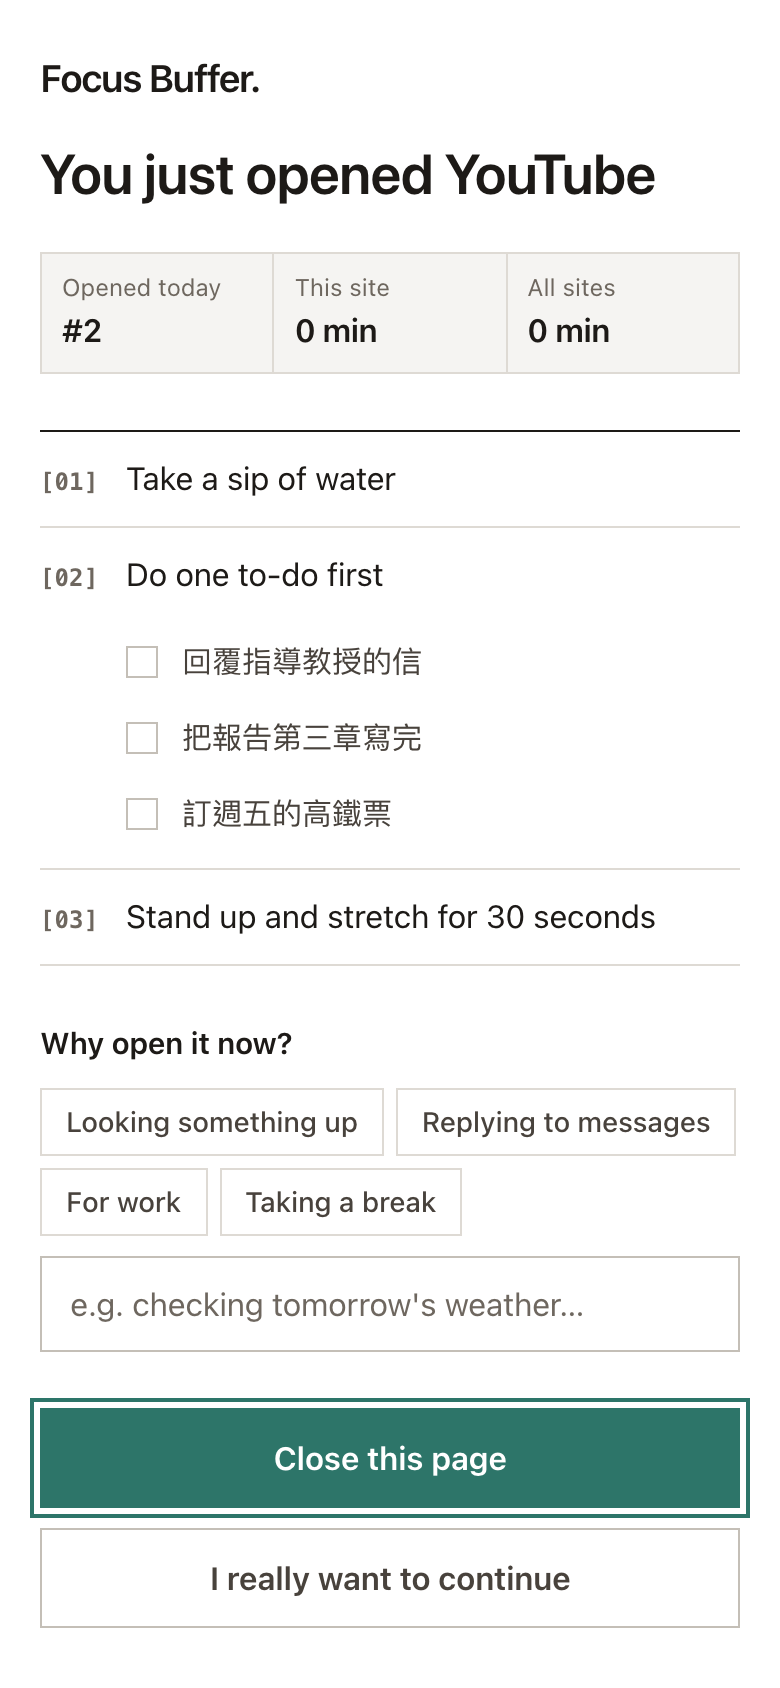 Focus Buffer.
You just opened YouTube
Opened today
#2
This site
0 min
All sites
0 min
[01] Take a sip of water
[02] Do one to-do first
回覆指導教授的信
把報告第三章寫完
訂週五的高鐵票
[03] Stand up and stretch for 30 seconds
Why open it now?
Looking something up
Replying to messages
For work
Taking a break
e.g. checking tomorrow's weather...
Close this page
I really want to continue